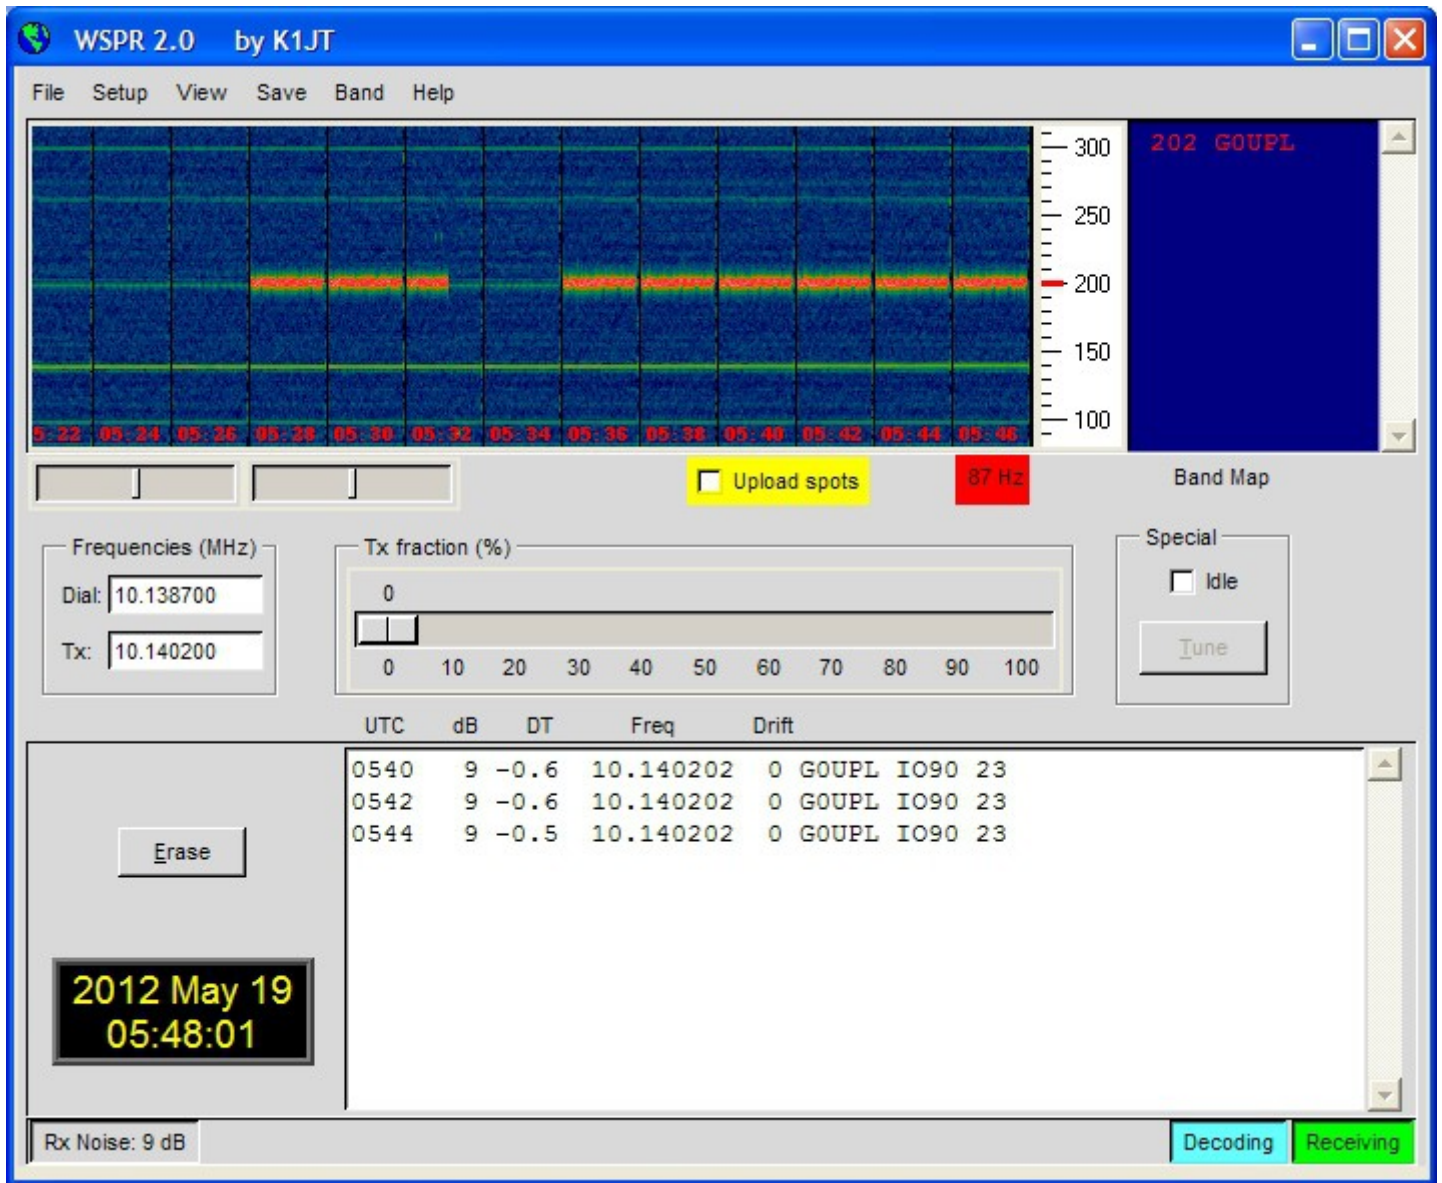 WSPR 2.0 by K1JT
File Setup View Save Band Help
300
250
200
150
100
202 G0UPL
5:22 05:24 05:26 05:28 05:30 05:32 05:34 05:36 05:38 05:40 05:42 05:44 05:46
Upload spots
87 Hz
Band Map
Frequencies (MHz)
Dial: 10.138700
Tx: 10.140200
Tx fraction (%)
0
0 10 20 30 40 50 60 70 80 90 100
Special
Idle
Tune
UTC dB DT Freq Drift
0540 9 -0.6 10.140202 0 G0UPL IO90 23
0542 9 -0.6 10.140202 0 G0UPL IO90 23
0544 9 -0.5 10.140202 0 G0UPL IO90 23
Erase
2012 May 19
05:48:01
Rx Noise: 9 dB
Decoding
Receiving